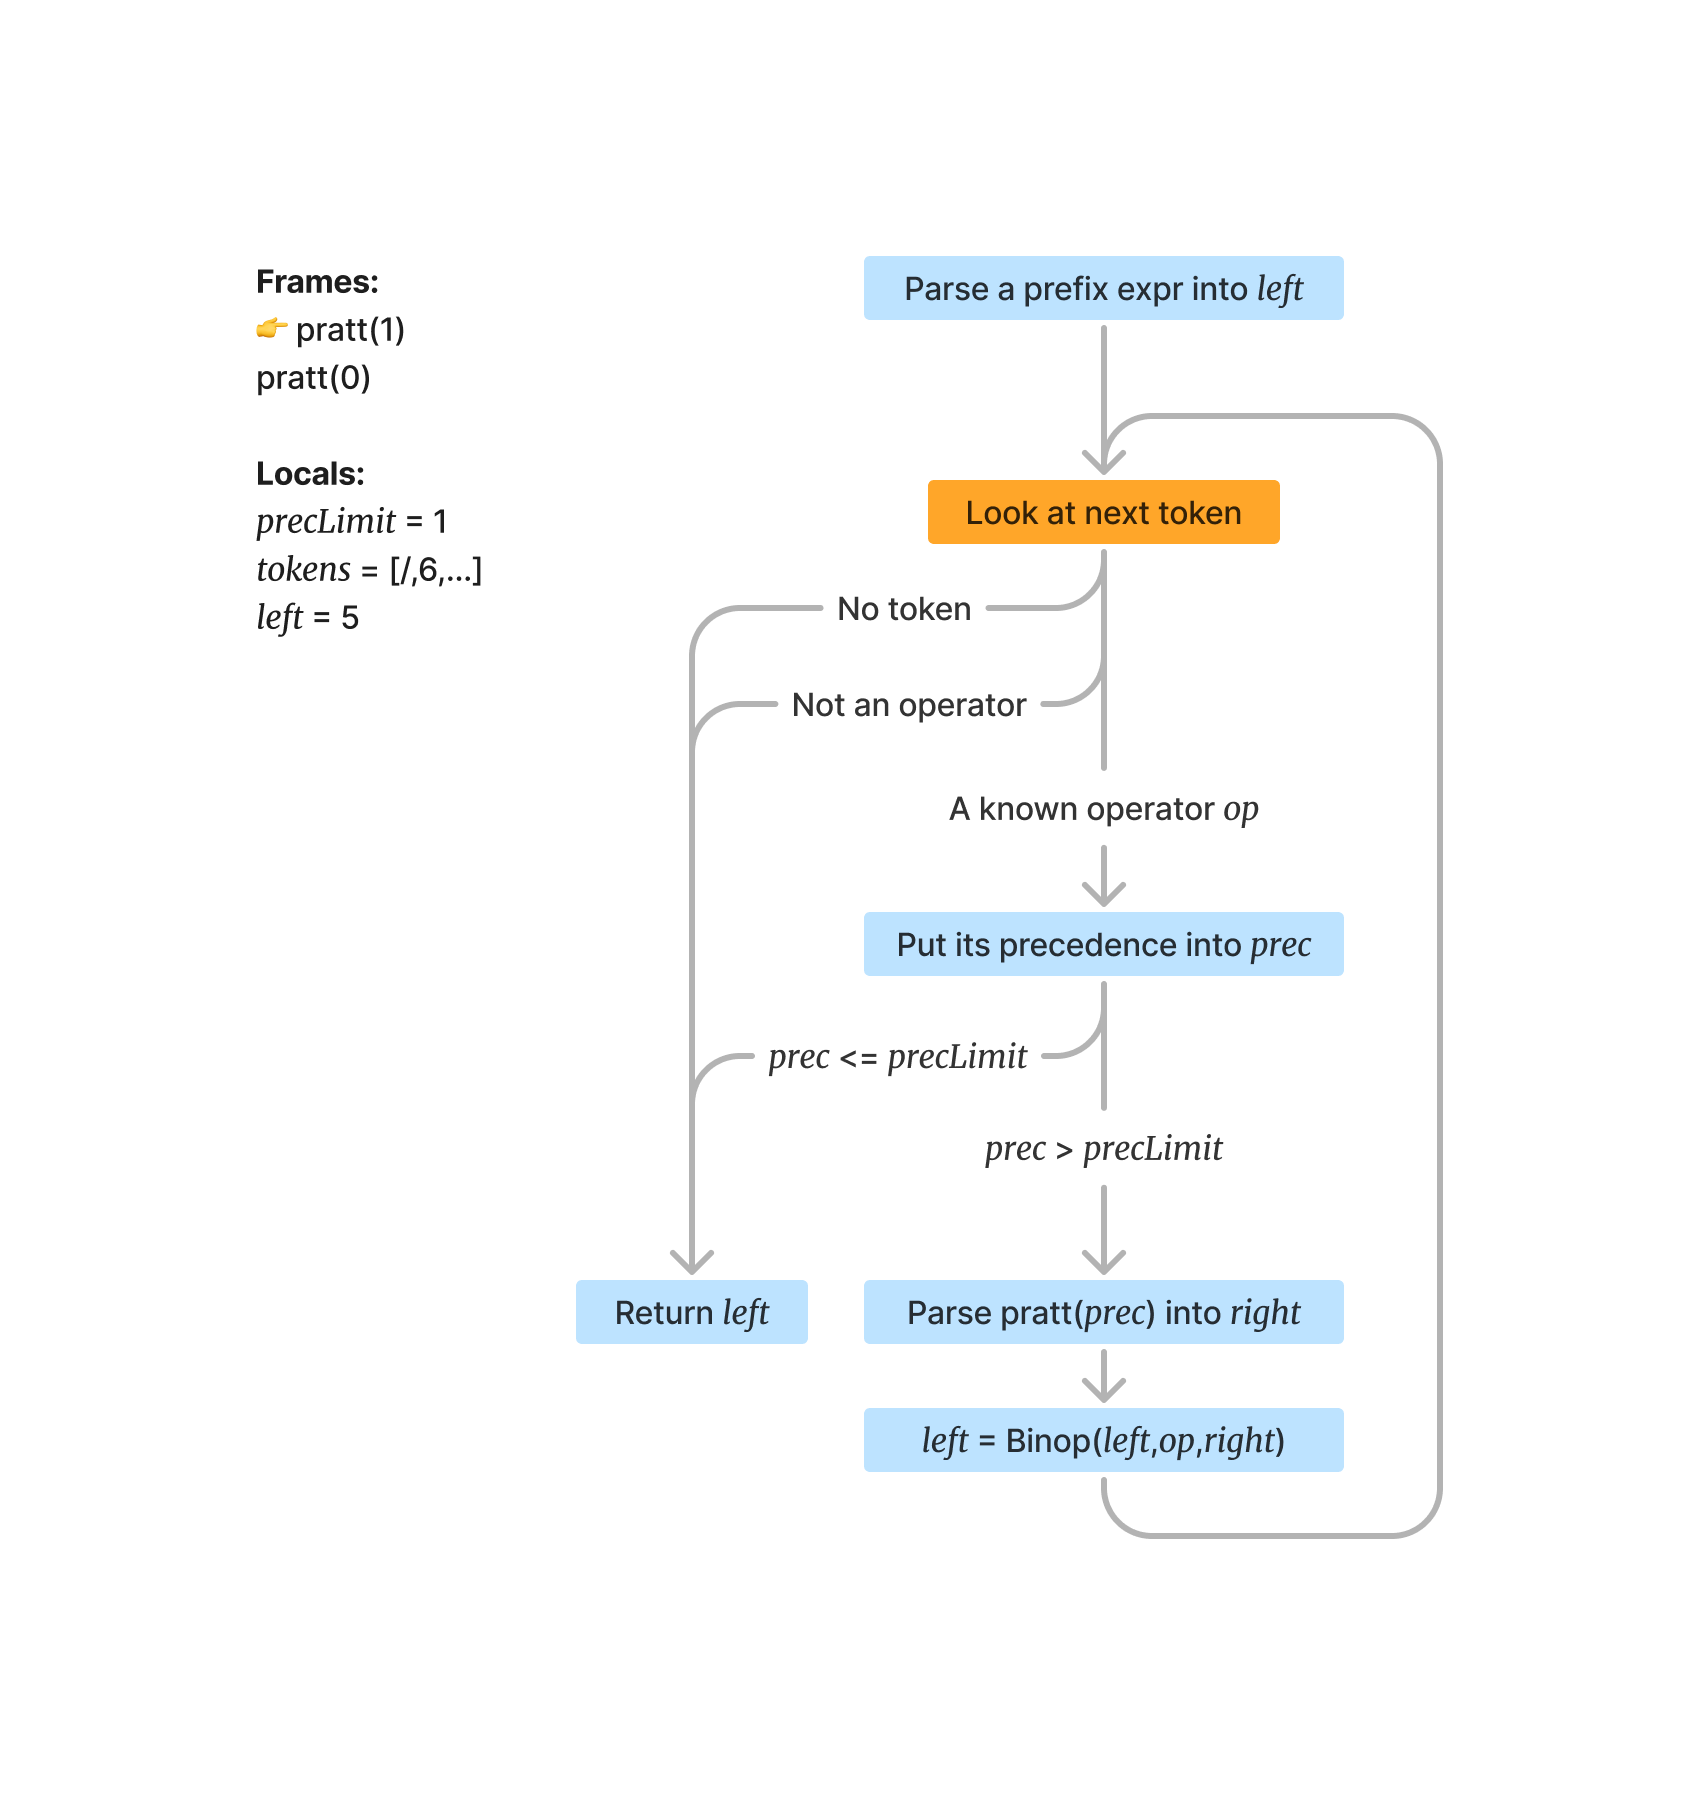 Frames:
👉 pratt(1)
pratt(0)
Locals:
precLimit = 1
tokens = [/,6,...]
left = 5
Parse a prefix expr into left
Look at next token
No token
Not an operator
A known operator op
Put its precedence into prec
prec <= precLimit
prec > precLimit
Return left
Parse pratt(prec) into right
left = Binop(left,op,right)